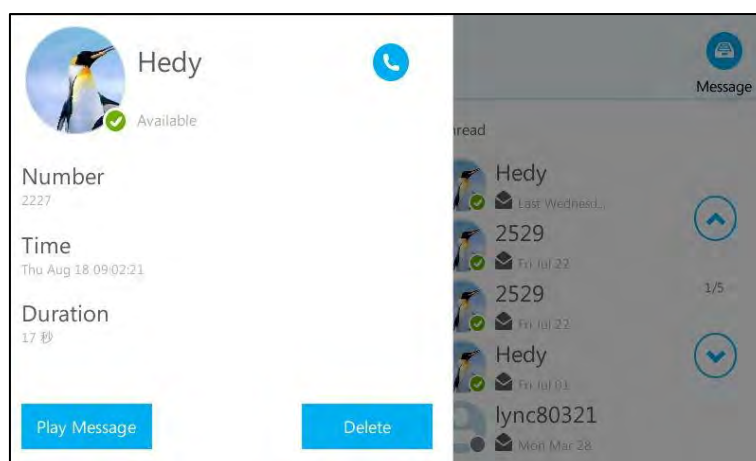 Hedy
Available
Number
2227
Time
Thu Aug 18 09:02:21
Duration
17 秒
Play Message
Delete
Message
read
Hedy
Last Wednesd...
2529
Fri Jul 22
2529
Fri Jul 22
1/5
Hedy
Fri Jul 01
lync80321
Mon Mar 28